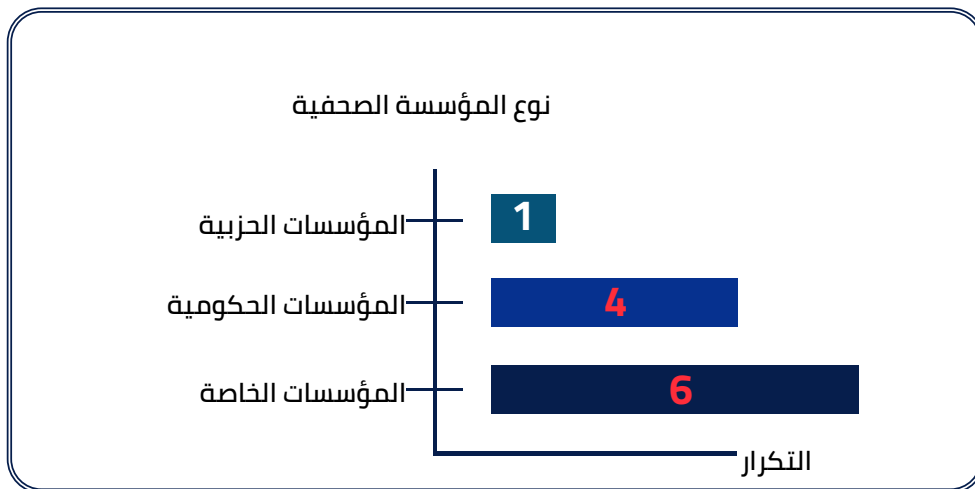 نوع المؤسسة الصحفية
المؤسسات الحزبية
1
المؤسسات الحكومية
4
المؤسسات الخاصة
6
التكرار